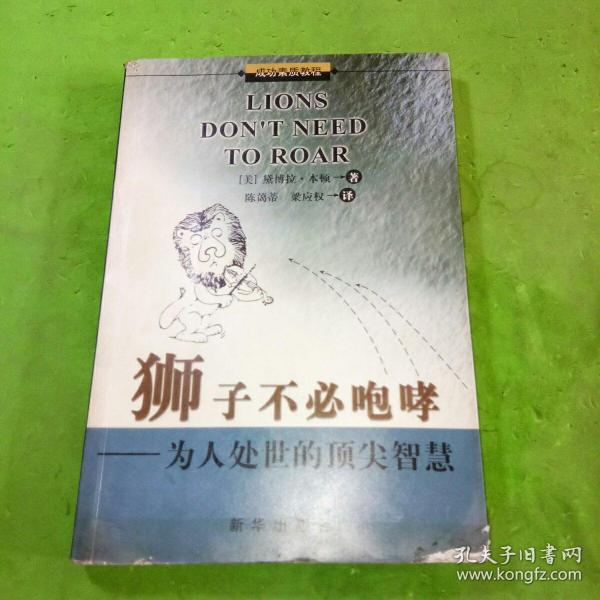 成功素质教程
LIONS
DON'T NEED
TO ROAR
[美] 黛博拉·本顿→著
陈蔼蒂 梁应权→译
狮子不必咆哮
——为人处世的顶尖智慧
新华出版社
孔夫子旧书网
www.kongfz.com